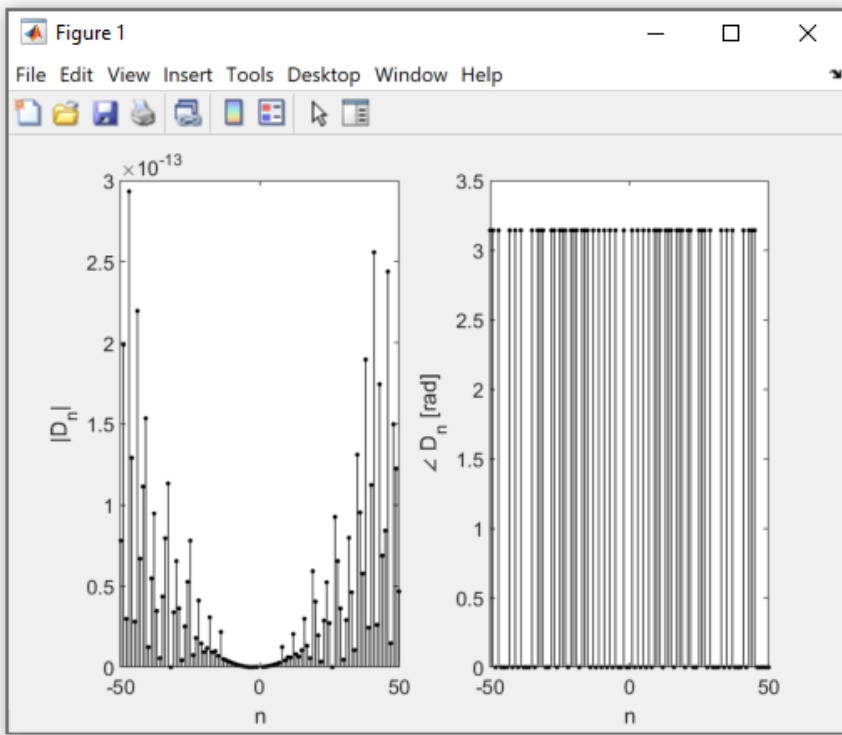 Figure 1
File Edit View Insert Tools Desktop Window Help
×10^-13
3
2.5
2
1.5
1
0.5
0
-50 0 50
|D_n|
n
3.5
3
2.5
2
1.5
1
0.5
0
-50 0 50
∠ D_n [rad]
n